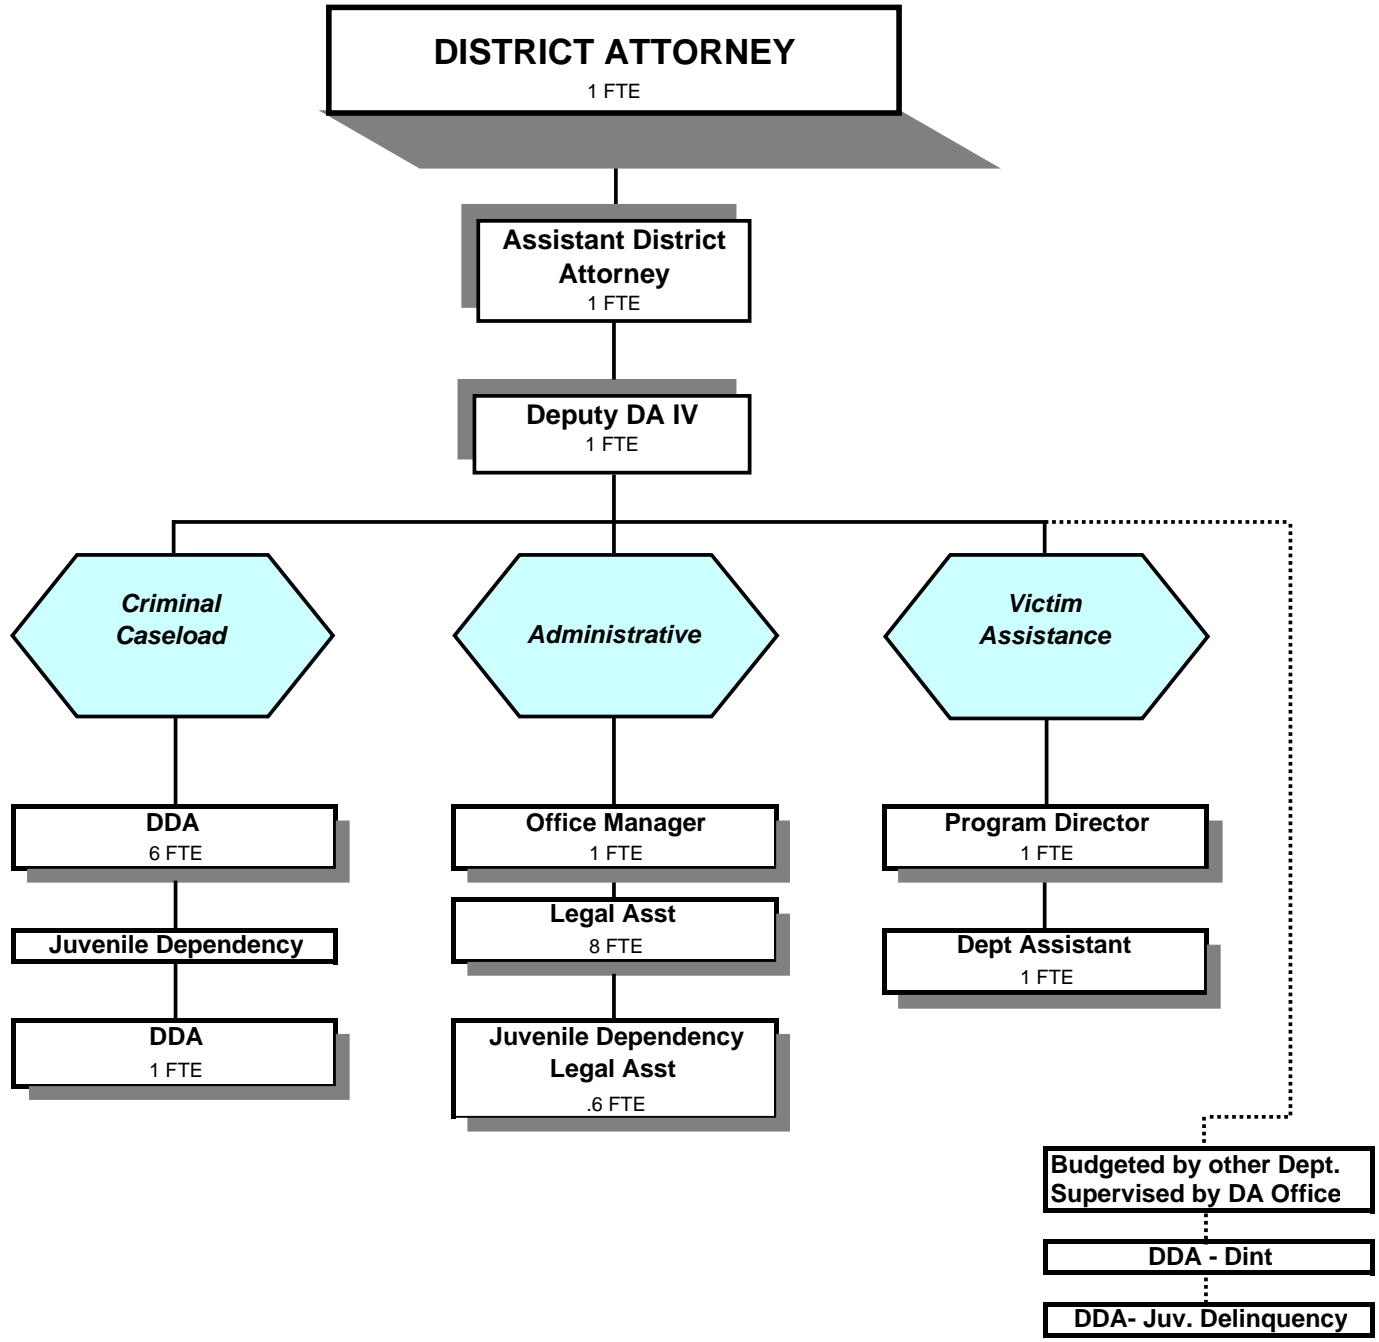 DISTRICT ATTORNEY
1 FTE
Assistant District
Attorney
1 FTE
Deputy DA IV
1 FTE
Criminal
Caseload
Administrative
Victim
Assistance
DDA
6 FTE
Juvenile Dependency
DDA
1 FTE
Office Manager
1 FTE
Legal Asst
8 FTE
Juvenile Dependency
Legal Asst
.6 FTE
Program Director
1 FTE
Dept Assistant
1 FTE
Budgeted by other Dept.
Supervised by DA Office
DDA - Dint
DDA- Juv. Delinquency